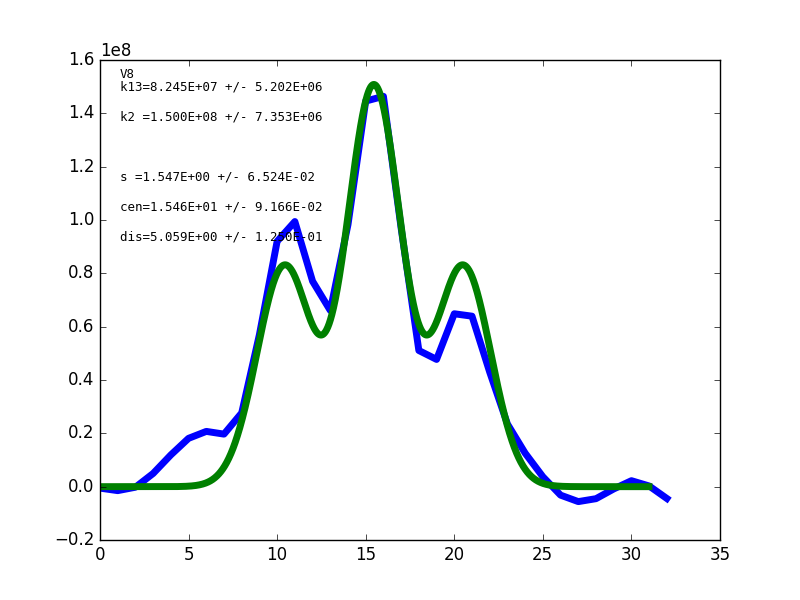 1e8
V8
k13=8.245E+07 +/- 5.202E+06
k2 =1.500E+08 +/- 7.353E+06
s =1.547E+00 +/- 6.524E-02
cen=1.546E+01 +/- 9.166E-02
dis=5.059E+00 +/-
1.6
1.4
1.2
1.0
0.8
0.6
0.4
0.2
0.0
−0.2
0 5 10 15 20 25 30 35